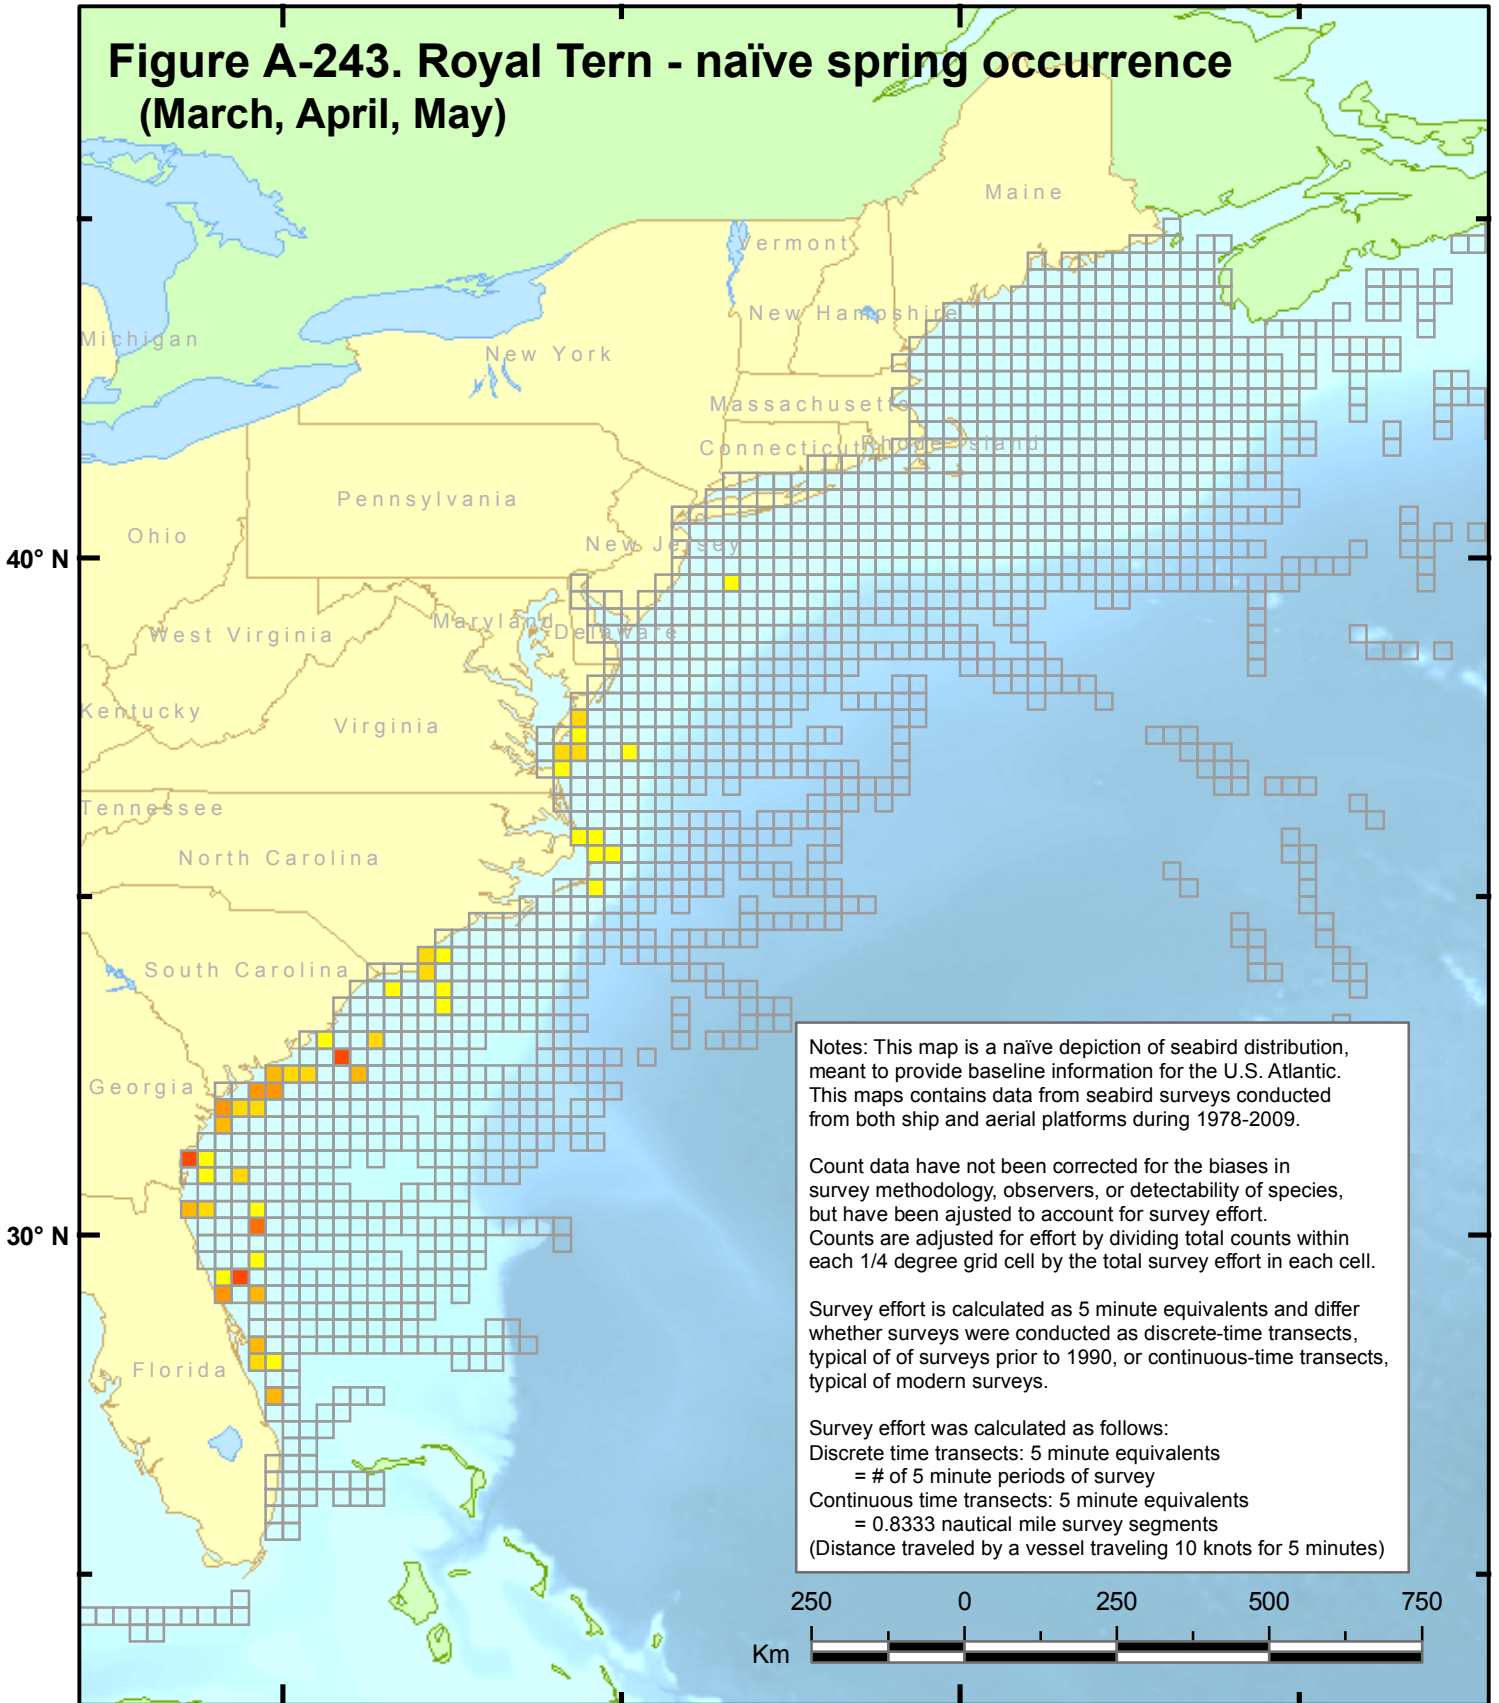 Figure A-243. Royal Tern - naïve spring occurrence
(March, April, May)
Maine
Vermont
New Hampshire
Michigan
New York
Massachusetts
Connecticut
Rhode Island
Pennsylvania
Ohio
New Jersey
40° N
West Virginia
Maryland
Delaware
Kentucky
Virginia
Tennessee
North Carolina
South Carolina
Georgia
30° N
Florida
Notes: This map is a naïve depiction of seabird distribution,
meant to provide baseline information for the U.S. Atlantic.
This maps contains data from seabird surveys conducted
from both ship and aerial platforms during 1978-2009.
Count data have not been corrected for the biases in
survey methodology, observers, or detectability of species,
but have been ajusted to account for survey effort.
Counts are adjusted for effort by dividing total counts within
each 1/4 degree grid cell by the total survey effort in each cell.
Survey effort is calculated as 5 minute equivalents and differ
whether surveys were conducted as discrete-time transects,
typical of of surveys prior to 1990, or continuous-time transects,
typical of modern surveys.
Survey effort was calculated as follows:
Discrete time transects: 5 minute equivalents
= # of 5 minute periods of survey
Continuous time transects: 5 minute equivalents
= 0.8333 nautical mile survey segments
(Distance traveled by a vessel traveling 10 knots for 5 minutes)
250 0 250 500 750
Km